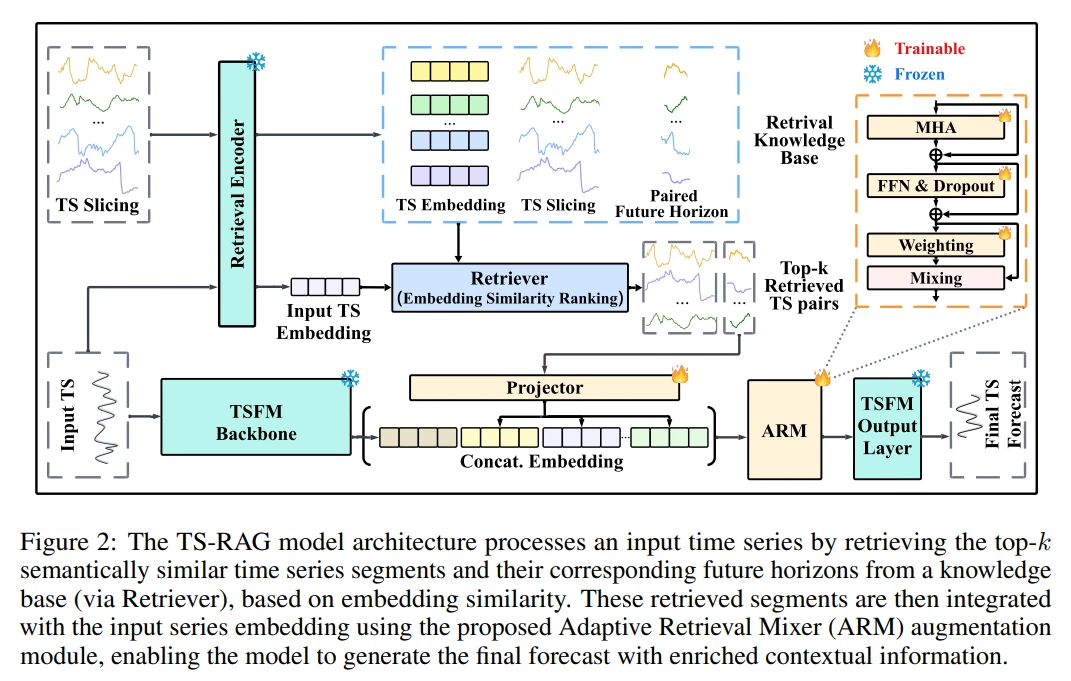 TS Slicing
Retrieval Encoder
...
TS Embedding
TS Slicing
Paired
Future Horizon
...
...
Trainable
Frozen
Retrival
Knowledge
Base
MHA
FFN & Dropout
Weighting
Mixing
Input TS
Embedding
Retriever
(Embedding Similarity Ranking)
...
...
Top-k
Retrieved
TS pairs
Input TS
TSFM
Backbone
Projector
...
Concat. Embedding
ARM
TSFM
Output
Layer
Final TS
Forecast
Figure 2: The TS-RAG model architecture processes an input time series by retrieving the top-k
semantically similar time series segments and their corresponding future horizons from a knowledge
base (via Retriever), based on embedding similarity. These retrieved segments are then integrated
with the input series embedding using the proposed Adaptive Retrieval Mixer (ARM) augmentation
module, enabling the model to generate the final forecast with enriched contextual information.